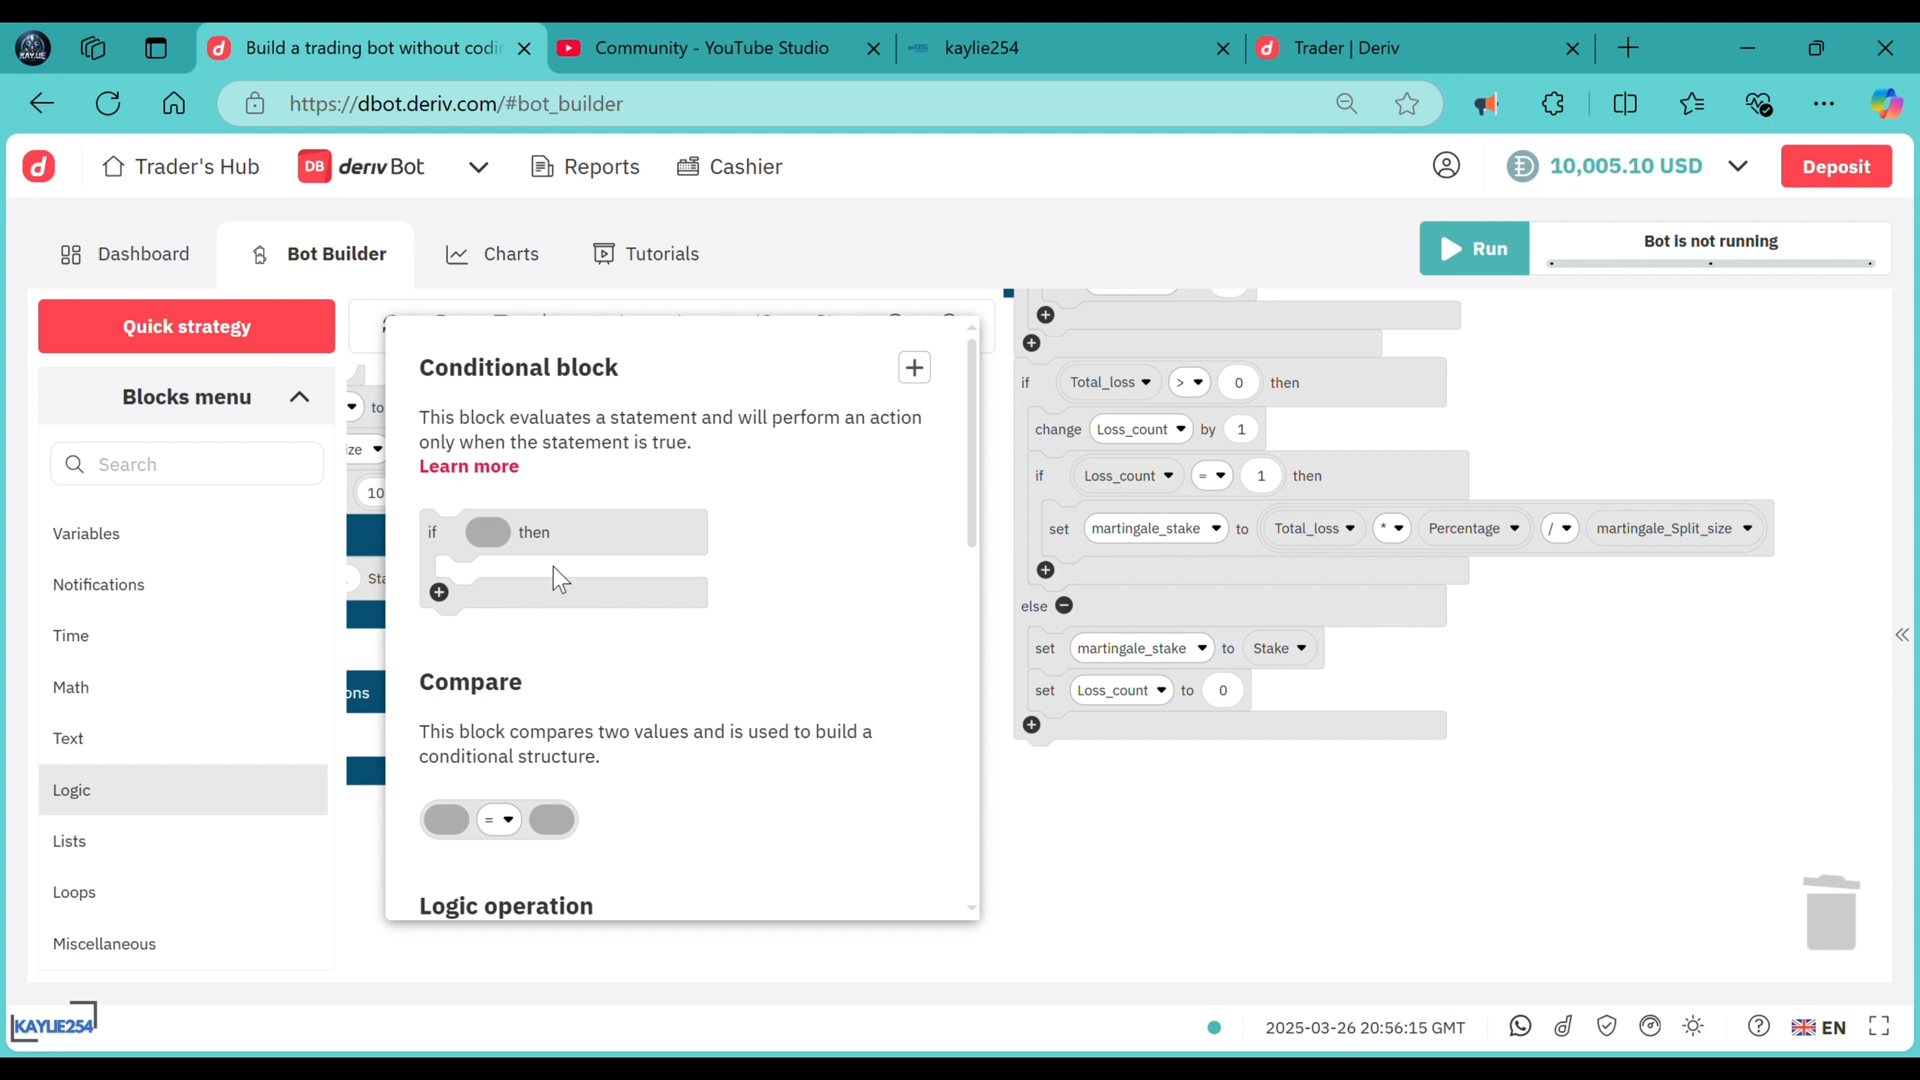 Build a trading bot without codi
Community - YouTube Studio
kaylie254
Trader | Deriv
https://dbot.deriv.com/#bot_builder
Trader's Hub
DB deriv Bot
Reports
Cashier
10,005.10 USD
Deposit
Dashboard
Bot Builder
Charts
Tutorials
Run
Bot is not running
Quick strategy
Blocks menu
Search
Variables
Notifications
Time
Math
Text
Logic
Lists
Loops
Miscellaneous
to
ize
10
Sta
ons
Conditional block
This block evaluates a statement and will perform an action
only when the statement is true.
Learn more
if then
Compare
This block compares two values and is used to build a
conditional structure.
=
Logic operation
if Total_loss > 0 then
change Loss_count by 1
if Loss_count = 1 then
set martingale_stake to Total_loss * Percentage / martingale_Split_size
else
set martingale_stake to Stake
set Loss_count to 0
KAYLIE254
2025-03-26 20:56:15 GMT
EN